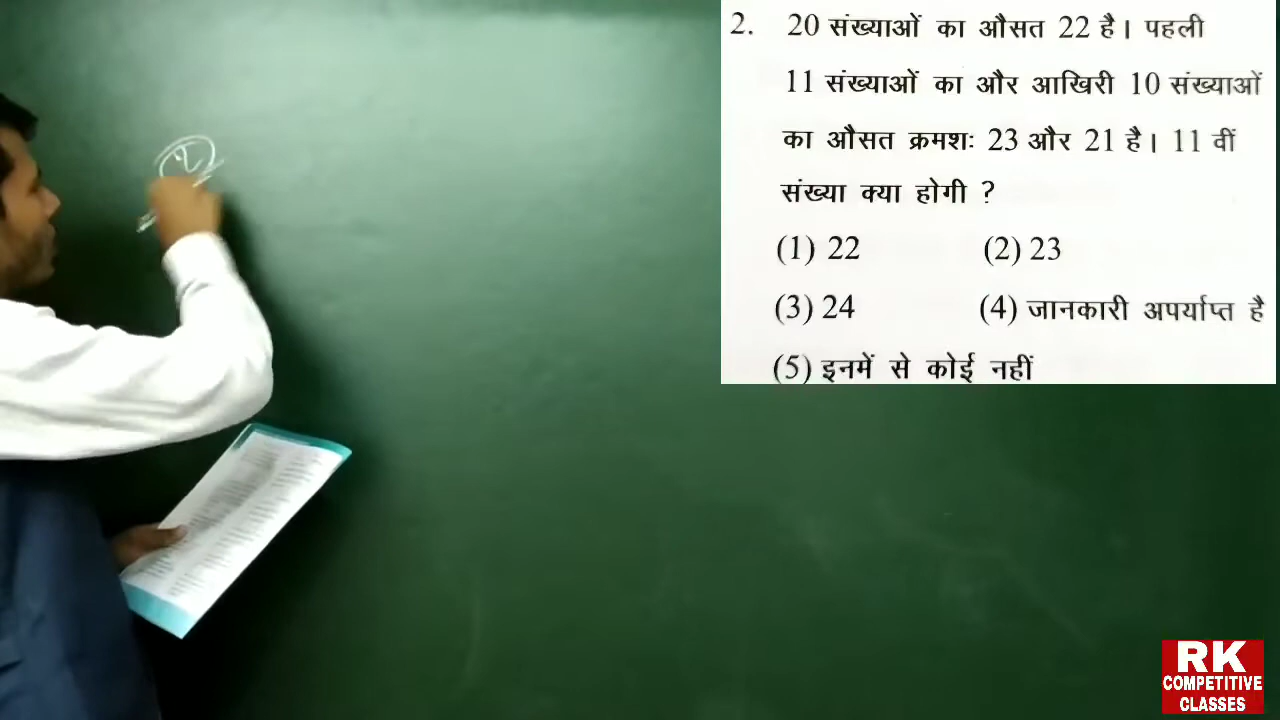 2. 20 संख्याओं का औसत 22 है। पहली
11 संख्याओं का और आखिरी 10 संख्याओं
का औसत क्रमशः 23 और 21 है। 11 वीं
संख्या क्या होगी ?
(1) 22 (2) 23
(3) 24 (4) जानकारी अपर्याप्त है
(5) इनमें से कोई नहीं
RK
COMPETITIVE
CLASSES